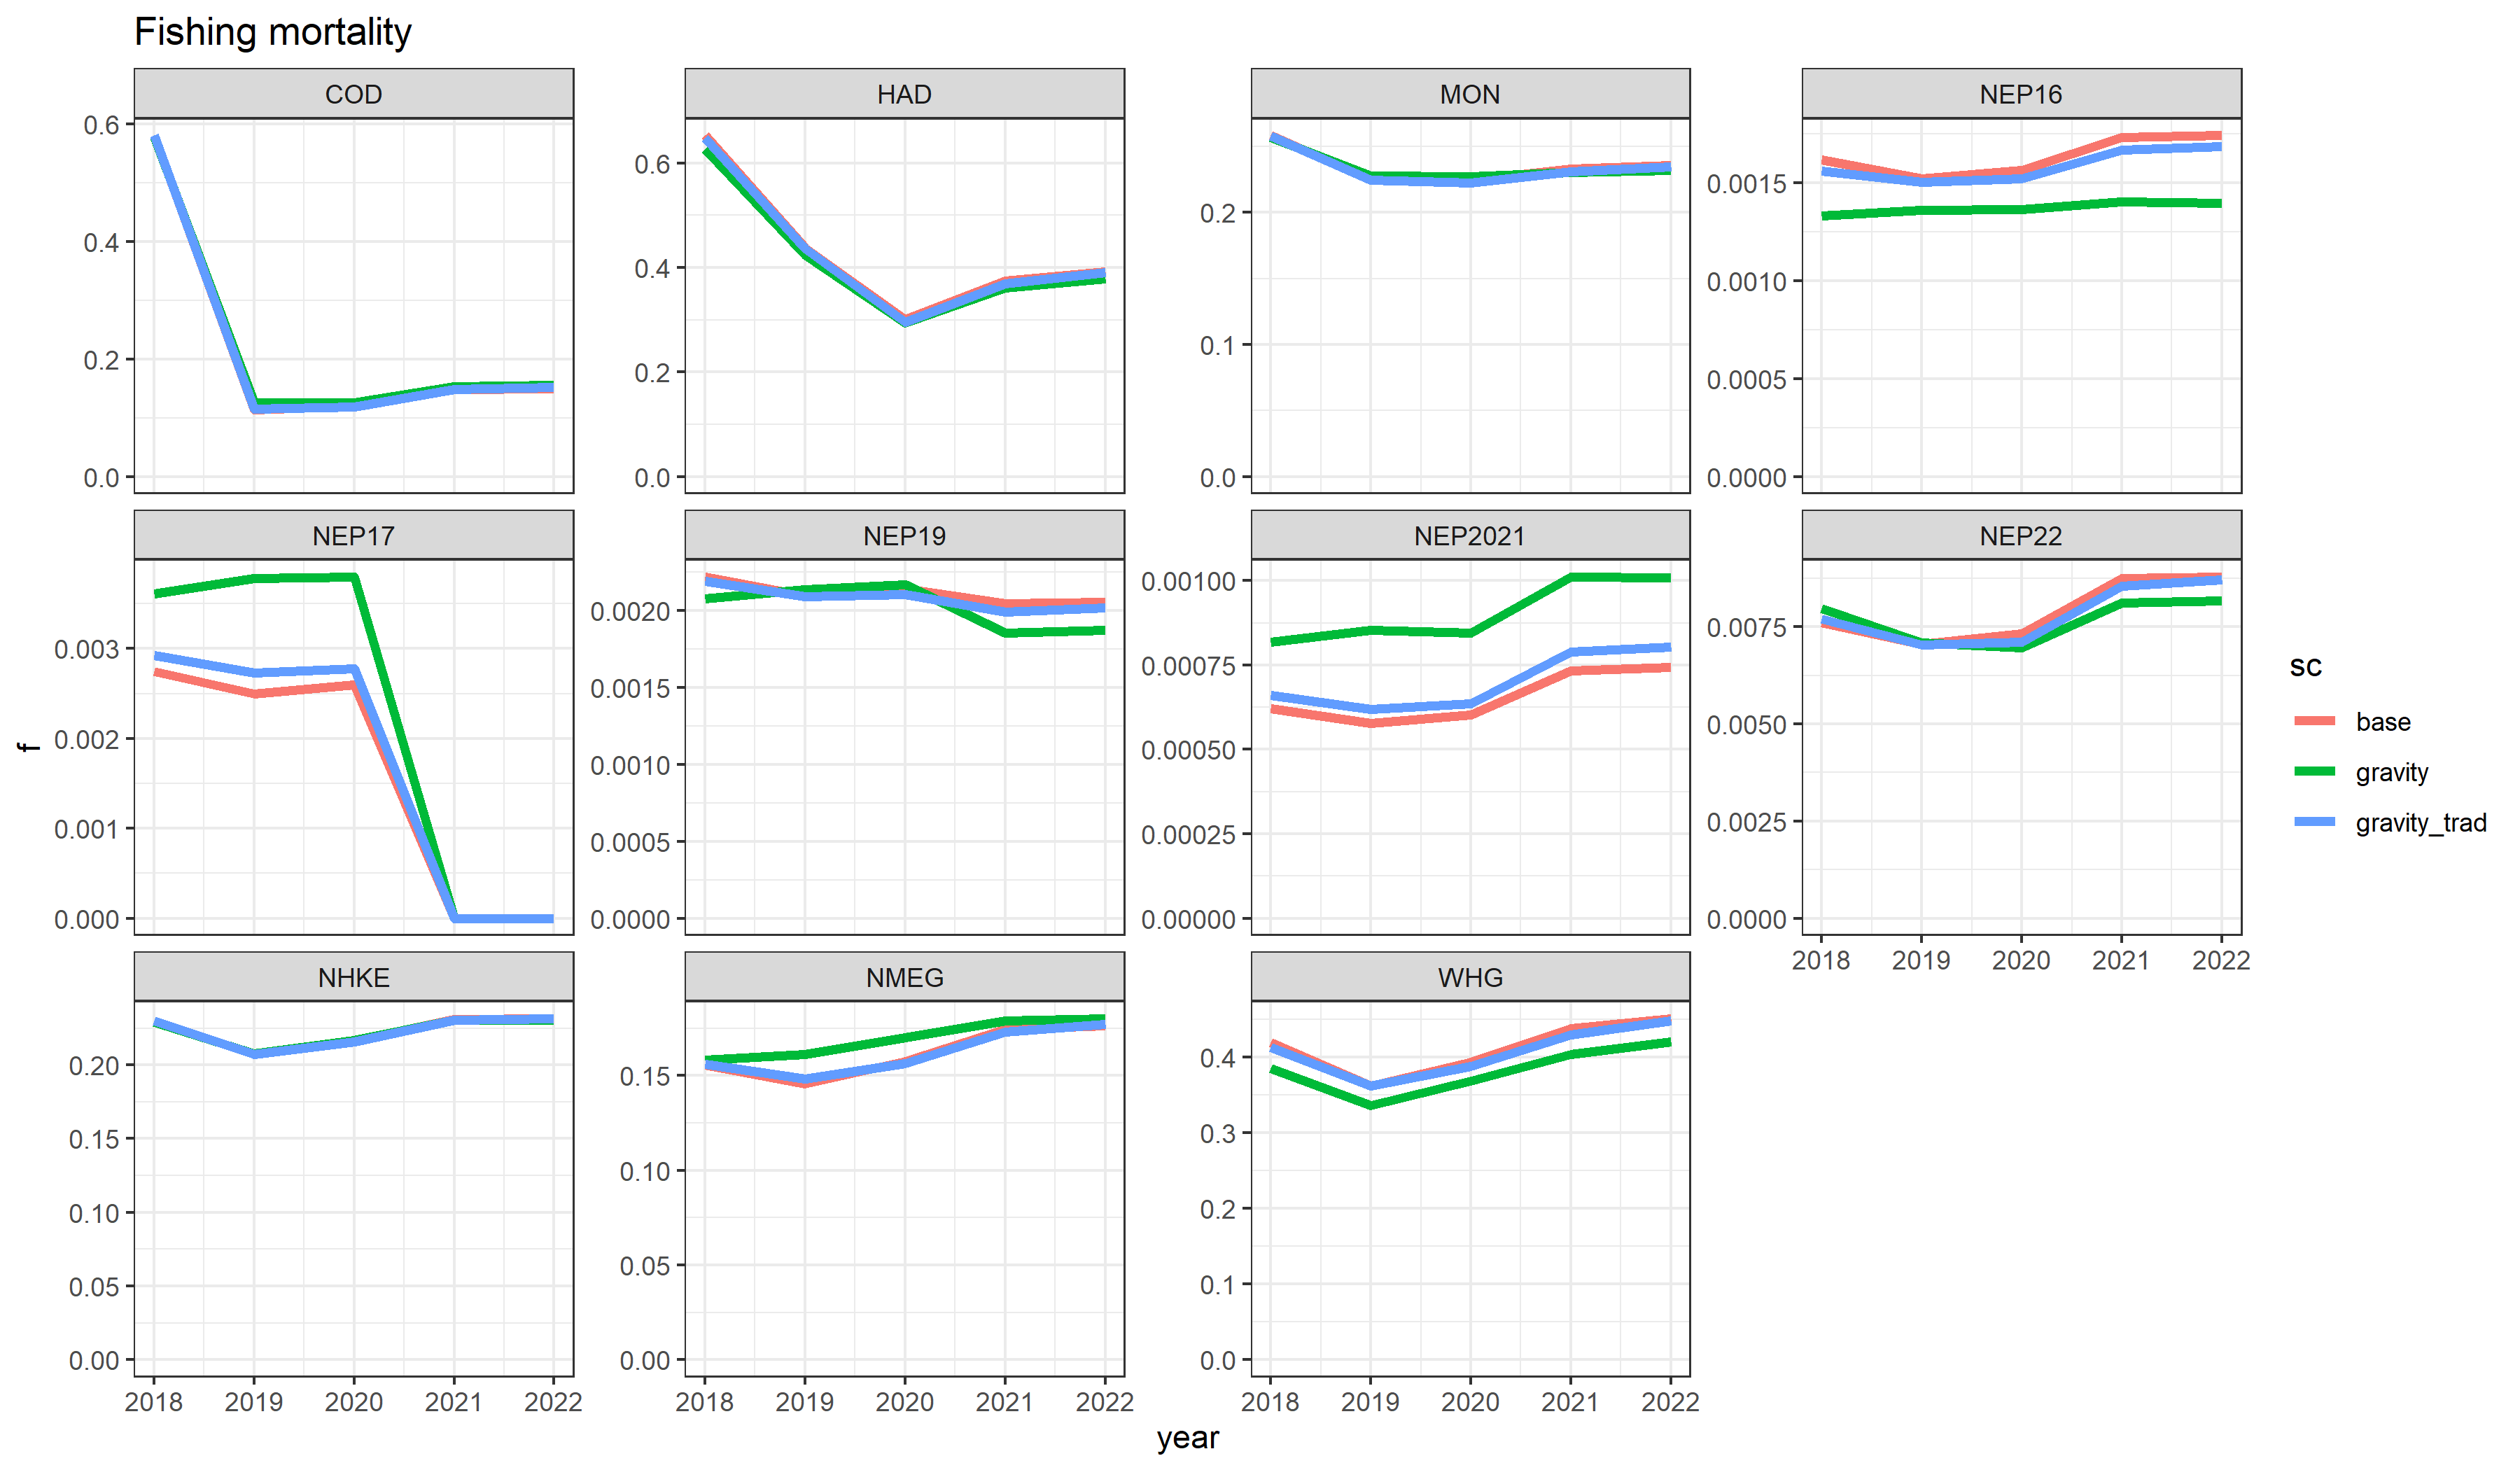 Fishing mortality
COD
HAD
MON
NEP16
0.6
0.4
0.2
0.0
0.6
0.4
0.2
0.0
0.2
0.1
0.0
0.0015
0.0010
0.0005
0.0000
NEP17
NEP19
NEP2021
NEP22
0.003
0.002
0.001
0.000
0.0020
0.0015
0.0010
0.0005
0.0000
0.00100
0.00075
0.00050
0.00025
0.00000
0.0075
0.0050
0.0025
0.0000
2018 2019 2020 2021 2022
NHKE
NMEG
WHG
0.20
0.15
0.10
0.05
0.00
0.15
0.10
0.05
0.00
0.4
0.3
0.2
0.1
0.0
2018 2019 2020 2021 2022
2018 2019 2020 2021 2022
2018 2019 2020 2021 2022
year
f
sc
base
gravity
gravity_trad